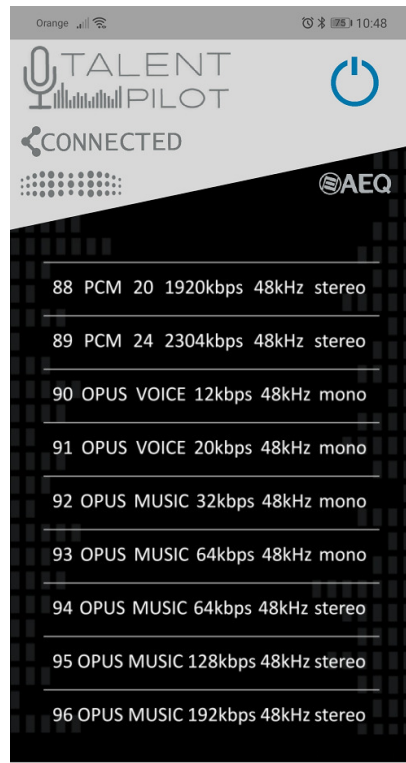 Orange 75 10:48
TALENT
PILOT
CONNECTED
AEQ
88 PCM 20 1920kbps 48kHz stereo
89 PCM 24 2304kbps 48kHz stereo
90 OPUS VOICE 12kbps 48kHz mono
91 OPUS VOICE 20kbps 48kHz mono
92 OPUS MUSIC 32kbps 48kHz mono
93 OPUS MUSIC 64kbps 48kHz mono
94 OPUS MUSIC 64kbps 48kHz stereo
95 OPUS MUSIC 128kbps 48kHz stereo
96 OPUS MUSIC 192kbps 48kHz stereo